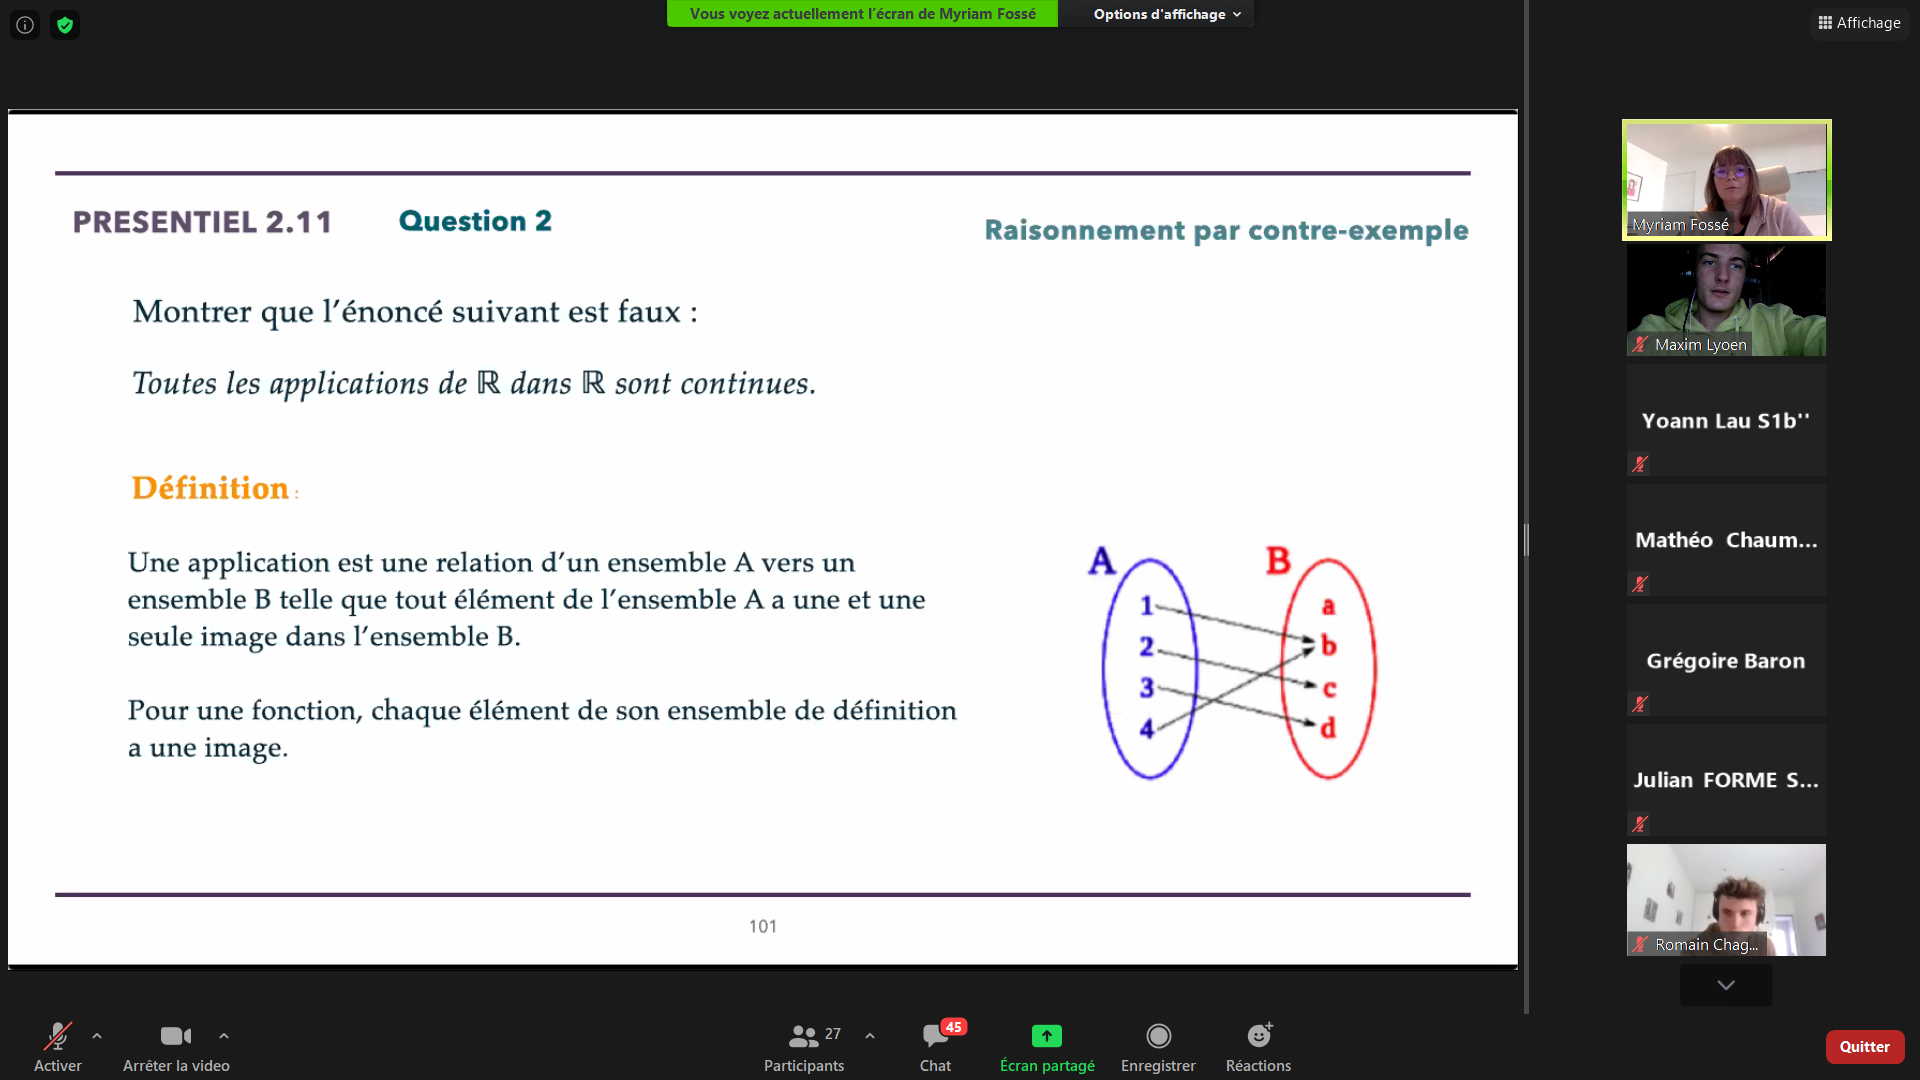 Vous voyez actuellement l'écran de Myriam Fossé
Options d'affichage
Affichage
PRESENTIEL 2.11
Question 2
Raisonnement par contre-exemple
Montrer que l'énoncé suivant est faux :
Toutes les applications de ℝ dans ℝ sont continues.
Définition :
Une application est une relation d'un ensemble A vers un
ensemble B telle que tout élément de l'ensemble A a une et une
seule image dans l'ensemble B.
Pour une fonction, chaque élément de son ensemble de définition
a une image.
A
1
2
3
4
B
a
b
c
d
101
Myriam Fossé
Maxim Lyoen
Yoann Lau S1b''
Mathéo Chaum...
Grégoire Baron
Julian FORME S...
Romain Chag...
Activer
Arrêter la video
27
Participants
45
Chat
Écran partagé
Enregistrer
Réactions
Quitter